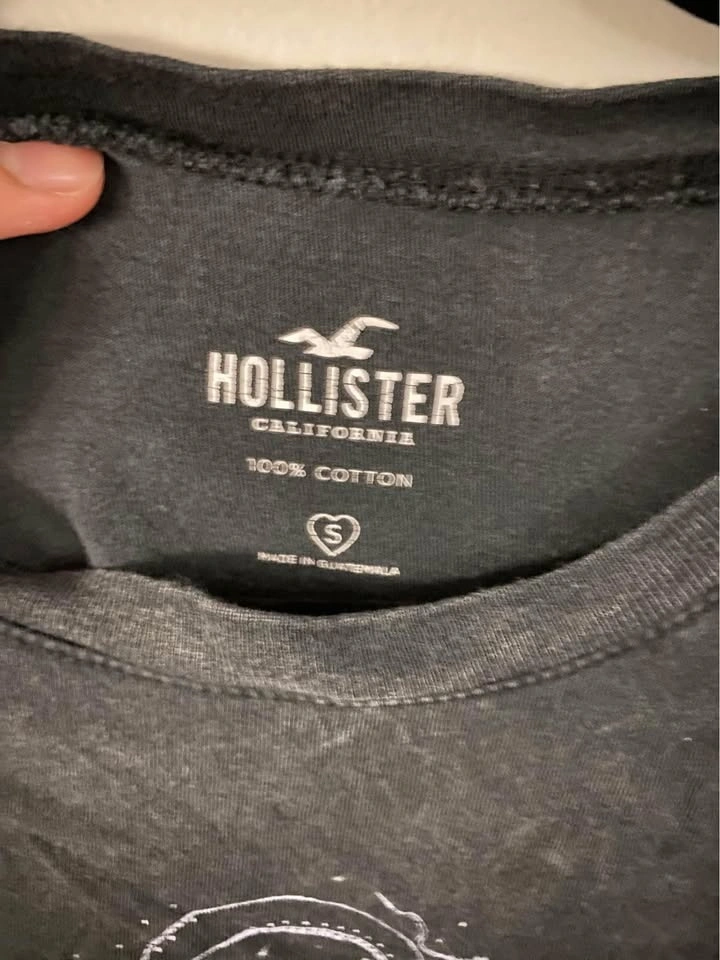 HOLLISTER
CALIFORNIA
100% COTTON
S
MADE IN GUATEMALA